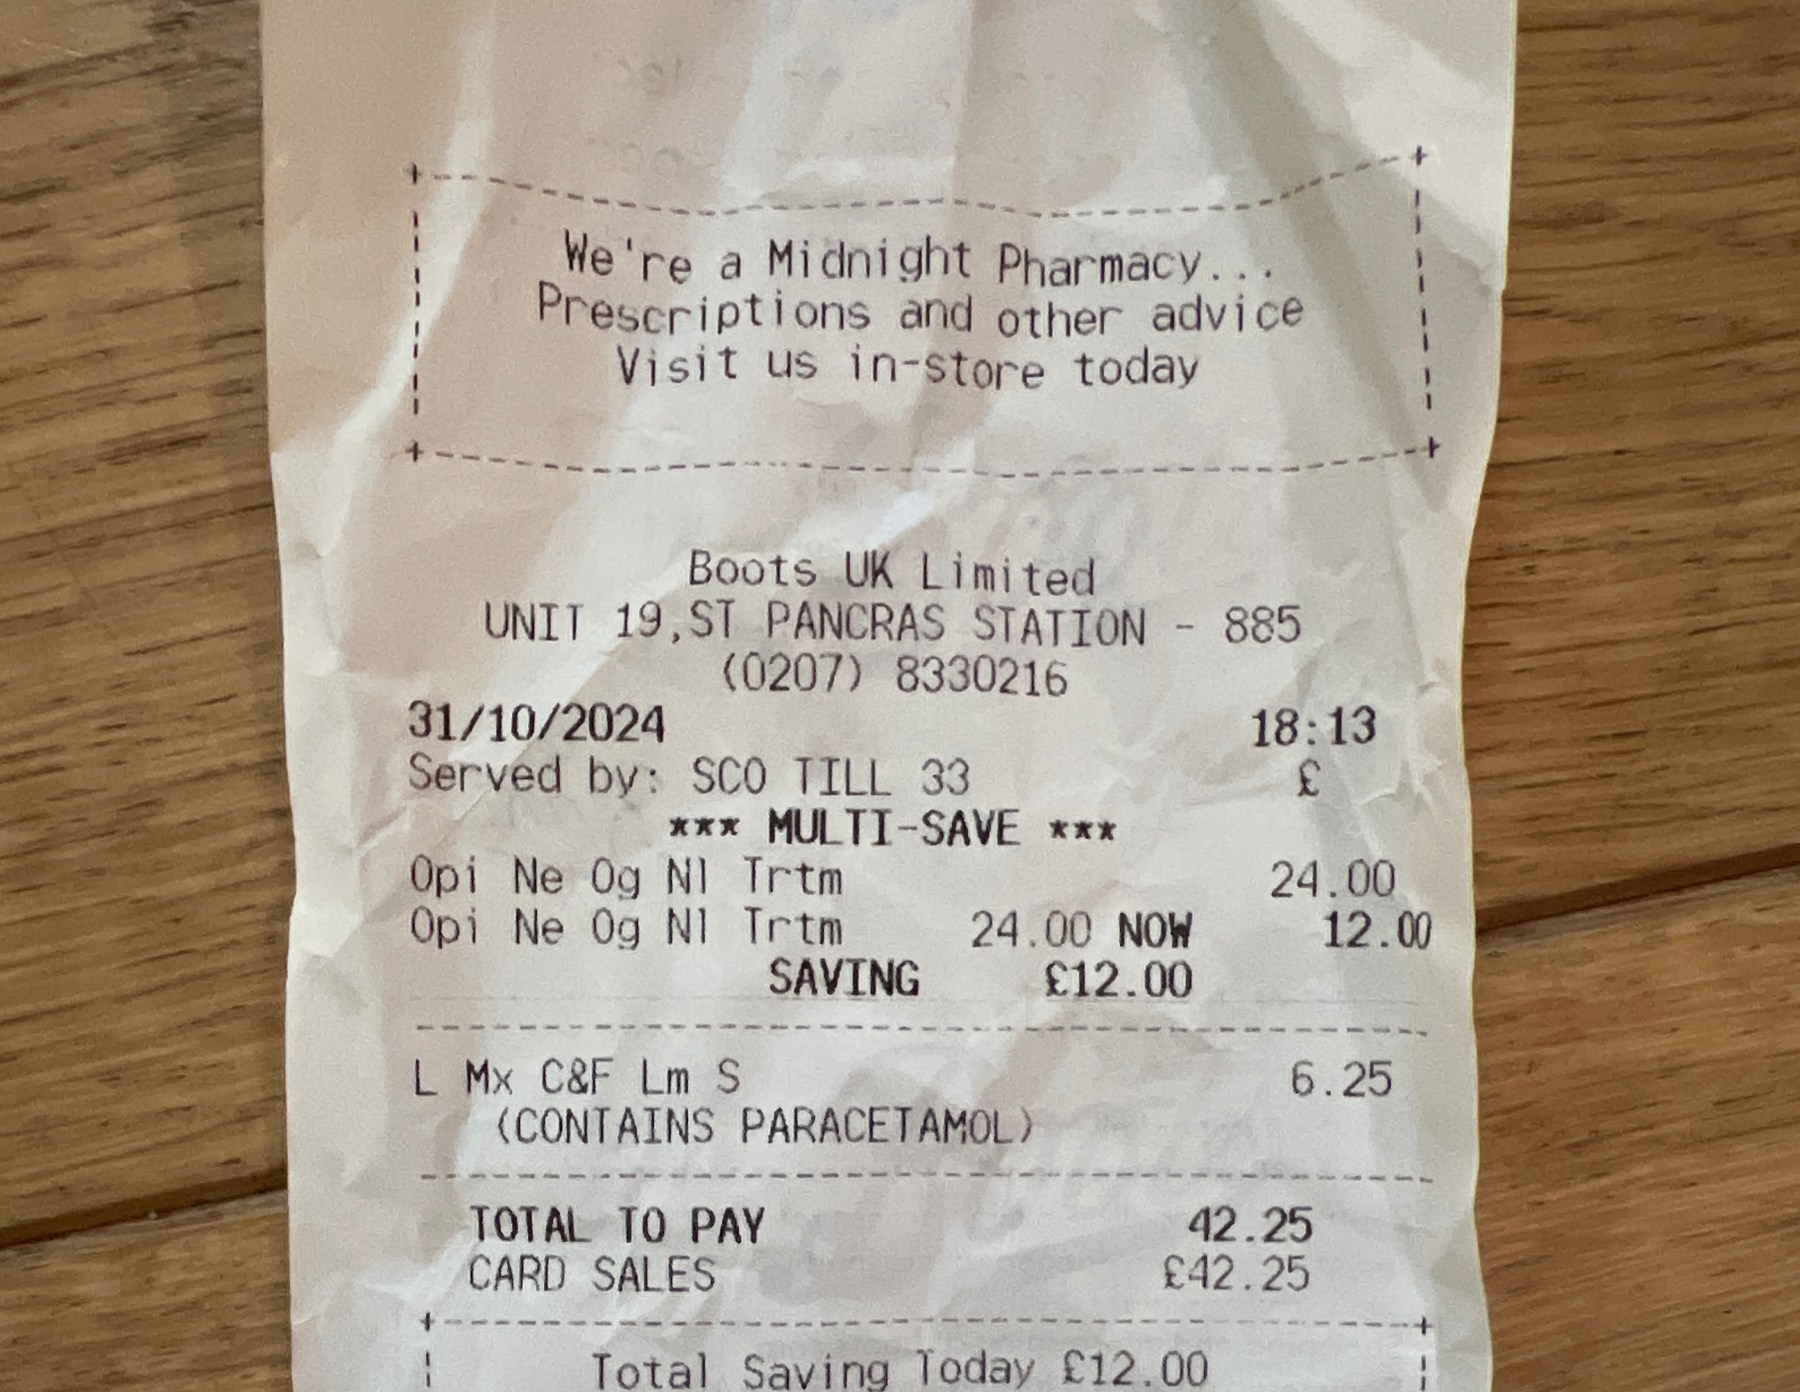 We're a Midnight Pharmacy...
Prescriptions and other advice
Visit us in-store today
Boots UK Limited
UNIT 19,ST PANCRAS STATION - 885
(0207) 8330216
31/10/2024 18:13
Served by: SCO TILL 33 £
*** MULTI-SAVE ***
Opi Ne Og Nl Trtm 24.00
Opi Ne Og Nl Trtm 24.00 NOW 12.00
SAVING £12.00
L Mx C&F Lm S 6.25
(CONTAINS PARACETAMOL)
TOTAL TO PAY 42.25
CARD SALES £42.25
Total Saving Today £12.00